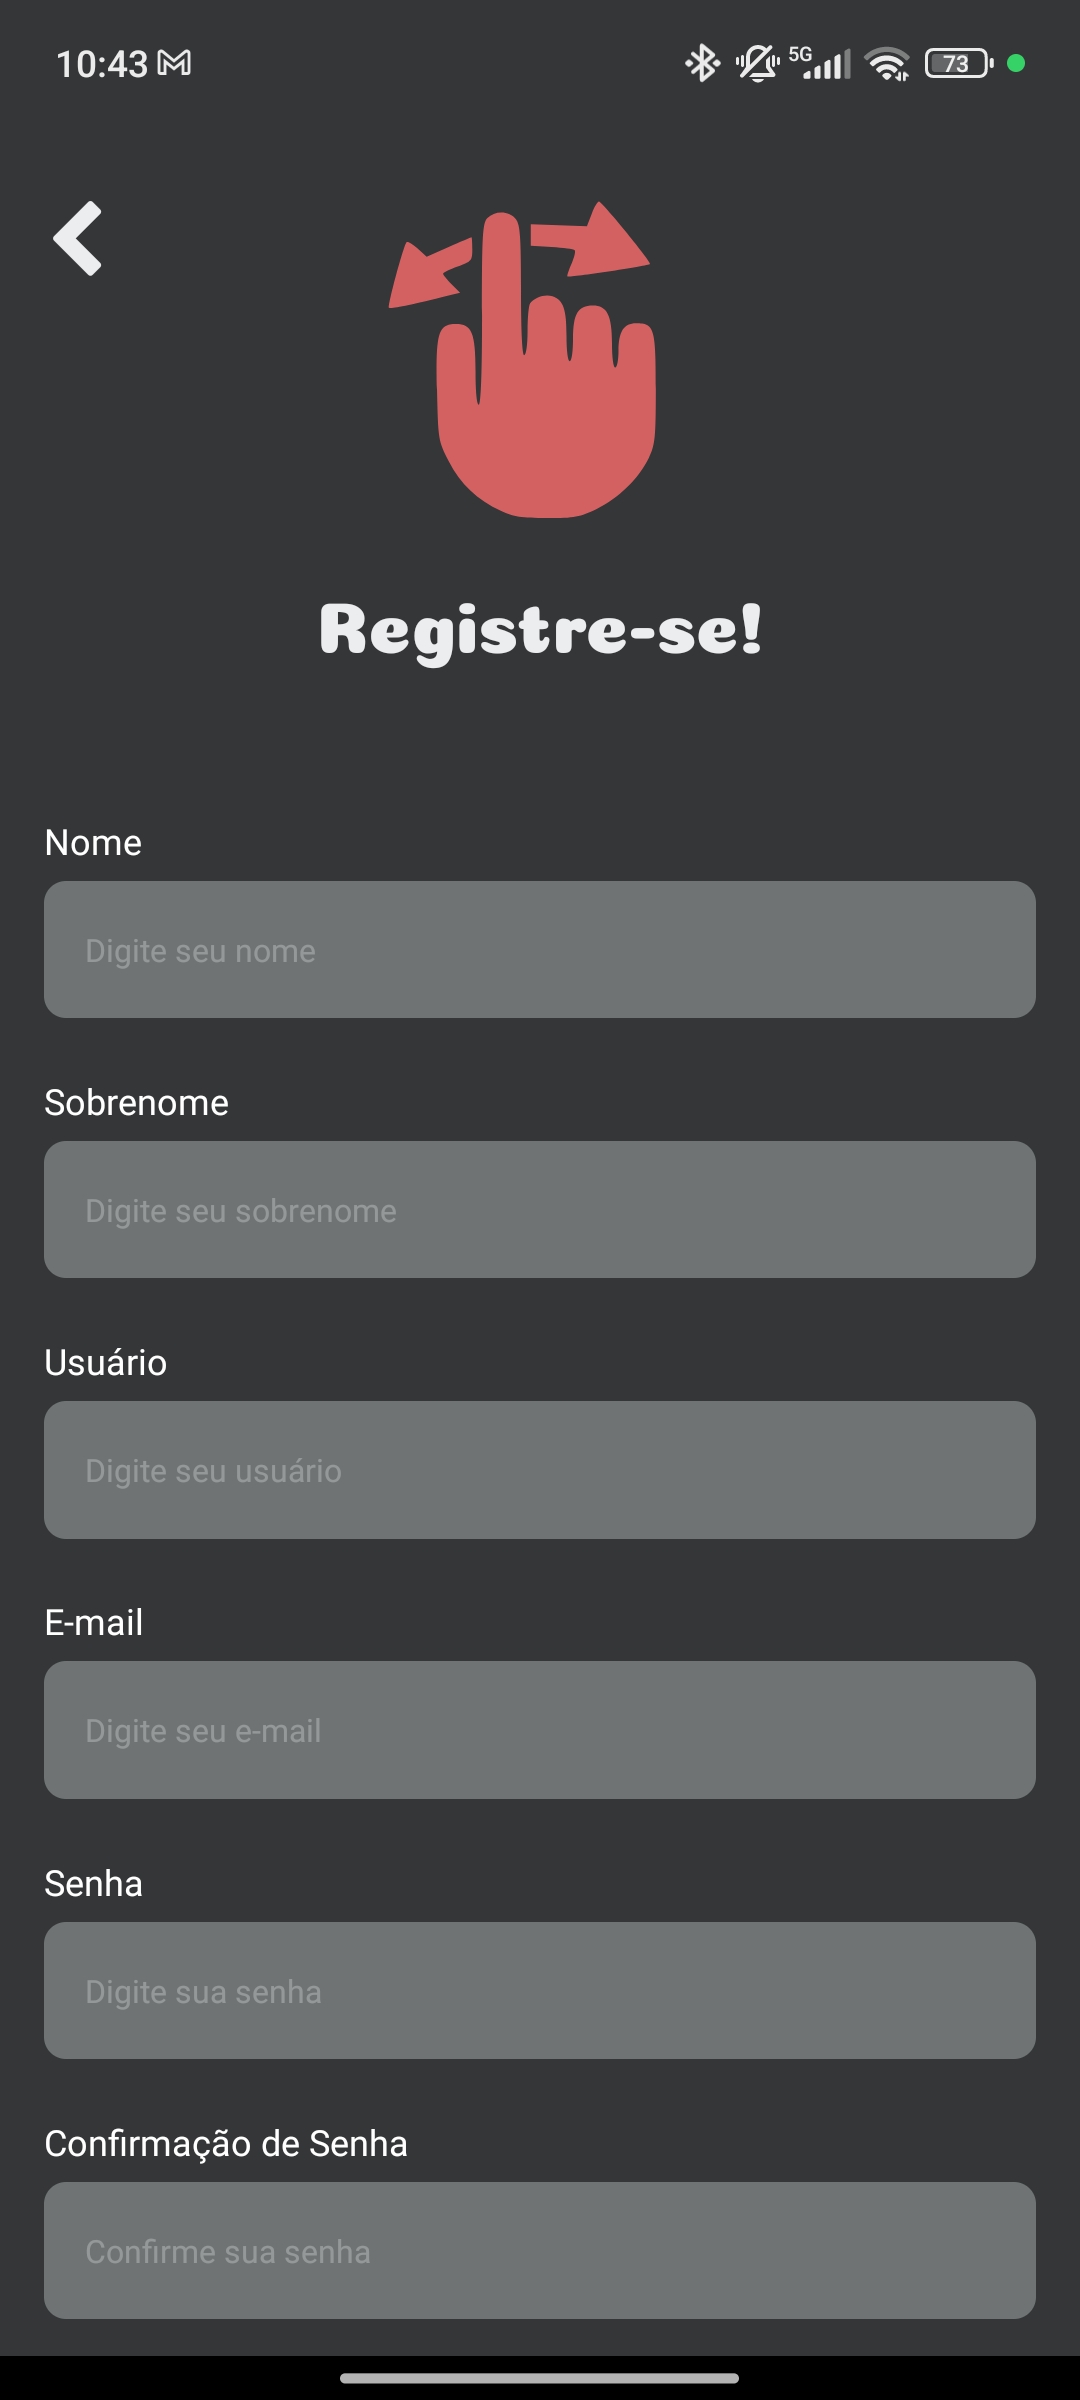 10:43
5G
73
Registre-se!
Nome
Digite seu nome
Sobrenome
Digite seu sobrenome
Usuário
Digite seu usuário
E-mail
Digite seu e-mail
Senha
Digite sua senha
Confirmação de Senha
Confirme sua senha